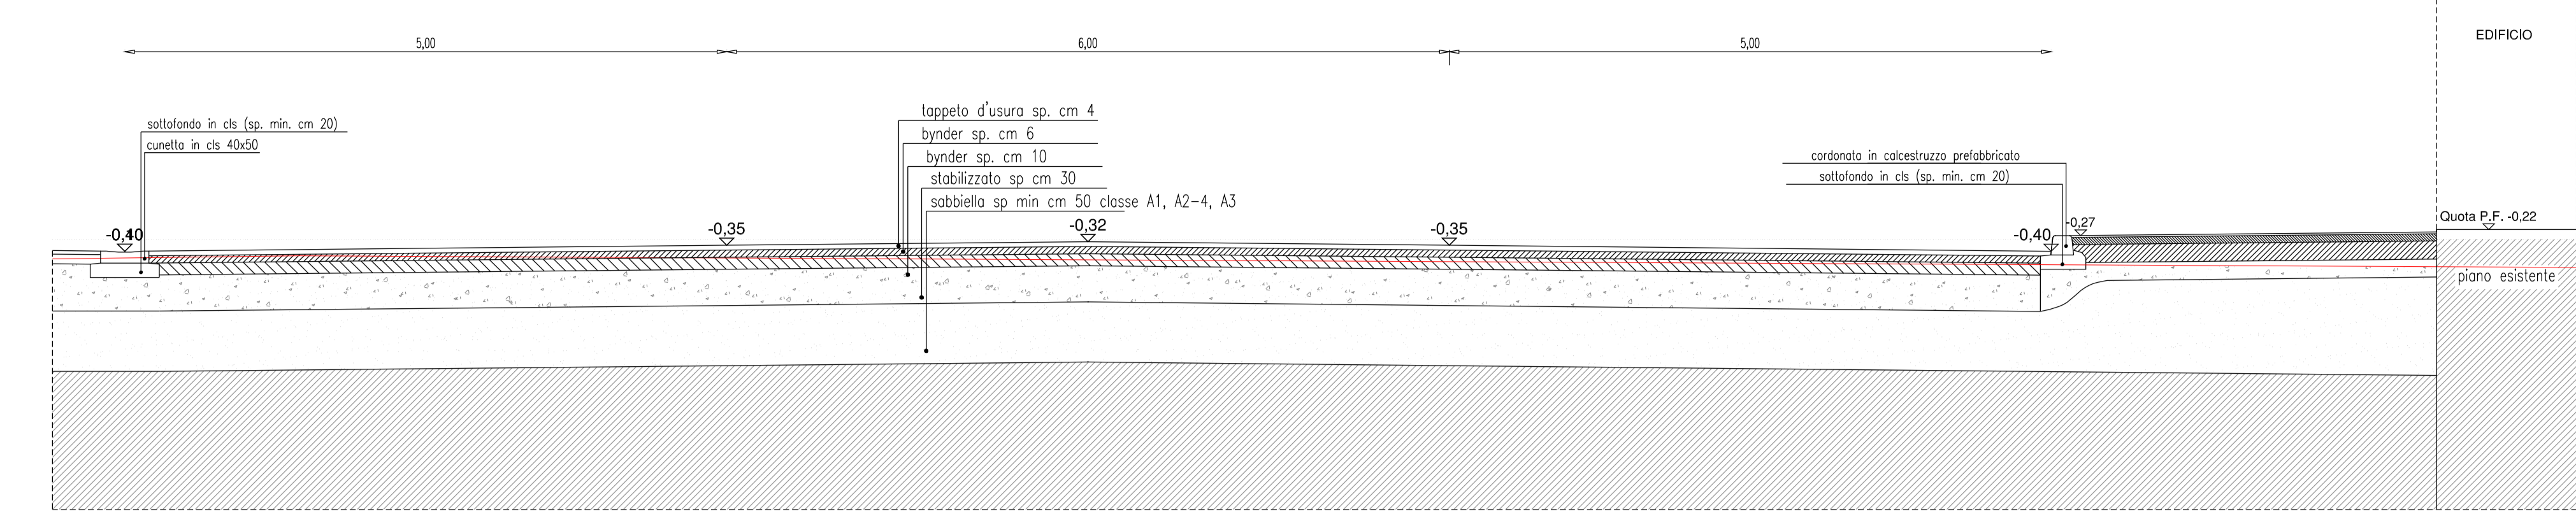 EDIFICIO
5,00
6,00
5,00
tappeto d'usura sp. cm 4
sottofondo in cls (sp. min. cm 20)
bynder sp. cm 6
cunetta in cls 40x50
bynder sp. cm 10
cordonata in calcestruzzo prefabbricato
stabilizzato sp cm 30
sottofondo in cls (sp. min. cm 20)
sabbiella sp min cm 50 classe A1, A2-4, A3
Quota P.F. -0,22
-0,27
-0,40
-0,35
-0,32
-0,35
-0,40
piano esistente